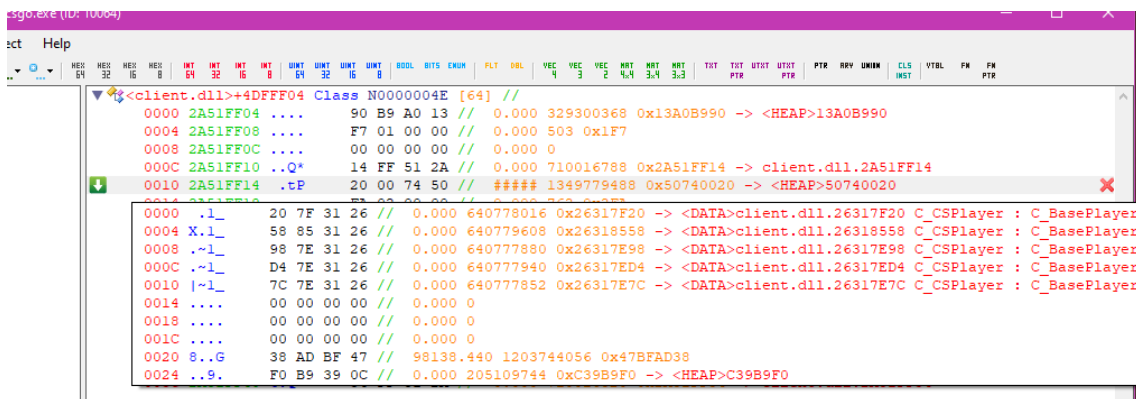 csgo.exe (ID: 10064)
ect Help
HEX 64 HEX 32 HEX 16 HEX 8 INT 64 INT 32 INT 16 INT 8 UINT 64 UINT 32 UINT 16 UINT 8 BOOL BITS ENUM FLT DBL VEC 4 VEC 3 VEC 2 MAT 4,4 MAT 3,4 MAT 3,3 TXT TXT PTR UTXT UTXT PTR PTR ARY UNION CLS INST VTBL FN FN PTR
<client.dll>+4DFFF04 Class N0000004E [64] //
0000 2A51FF04 .... 90 B9 A0 13 // 0.000 329300368 0x13A0B990 -> <HEAP>13A0B990
0004 2A51FF08 .... F7 01 00 00 // 0.000 503 0x1F7
0008 2A51FF0C .... 00 00 00 00 // 0.000 0
000C 2A51FF10 ..Q* 14 FF 51 2A // 0.000 710016788 0x2A51FF14 -> client.dll.2A51FF14
0010 2A51FF14 .tP 20 00 74 50 // ##### 1349779488 0x50740020 -> <HEAP>50740020
0000 .1_ 20 7F 31 26 // 0.000 640778016 0x26317F20 -> <DATA>client.dll.26317F20 C_CSPlayer : C_BasePlayer
0004 X.1_ 58 85 31 26 // 0.000 640779608 0x26318558 -> <DATA>client.dll.26318558 C_CSPlayer : C_BasePlayer
0008 .~1_ 98 7E 31 26 // 0.000 640777880 0x26317E98 -> <DATA>client.dll.26317E98 C_CSPlayer : C_BasePlayer
000C .~1_ D4 7E 31 26 // 0.000 640777940 0x26317ED4 -> <DATA>client.dll.26317ED4 C_CSPlayer : C_BasePlayer
0010 |~1_ 7C 7E 31 26 // 0.000 640777852 0x26317E7C -> <DATA>client.dll.26317E7C C_CSPlayer : C_BasePlayer
0014 .... 00 00 00 00 // 0.000 0
0018 .... 00 00 00 00 // 0.000 0
001C .... 00 00 00 00 // 0.000 0
0020 8..G 38 AD BF 47 // 98138.440 1203744056 0x47BFAD38
0024 ..9. F0 B9 39 0C // 0.000 205109744 0xC39B9F0 -> <HEAP>C39B9F0